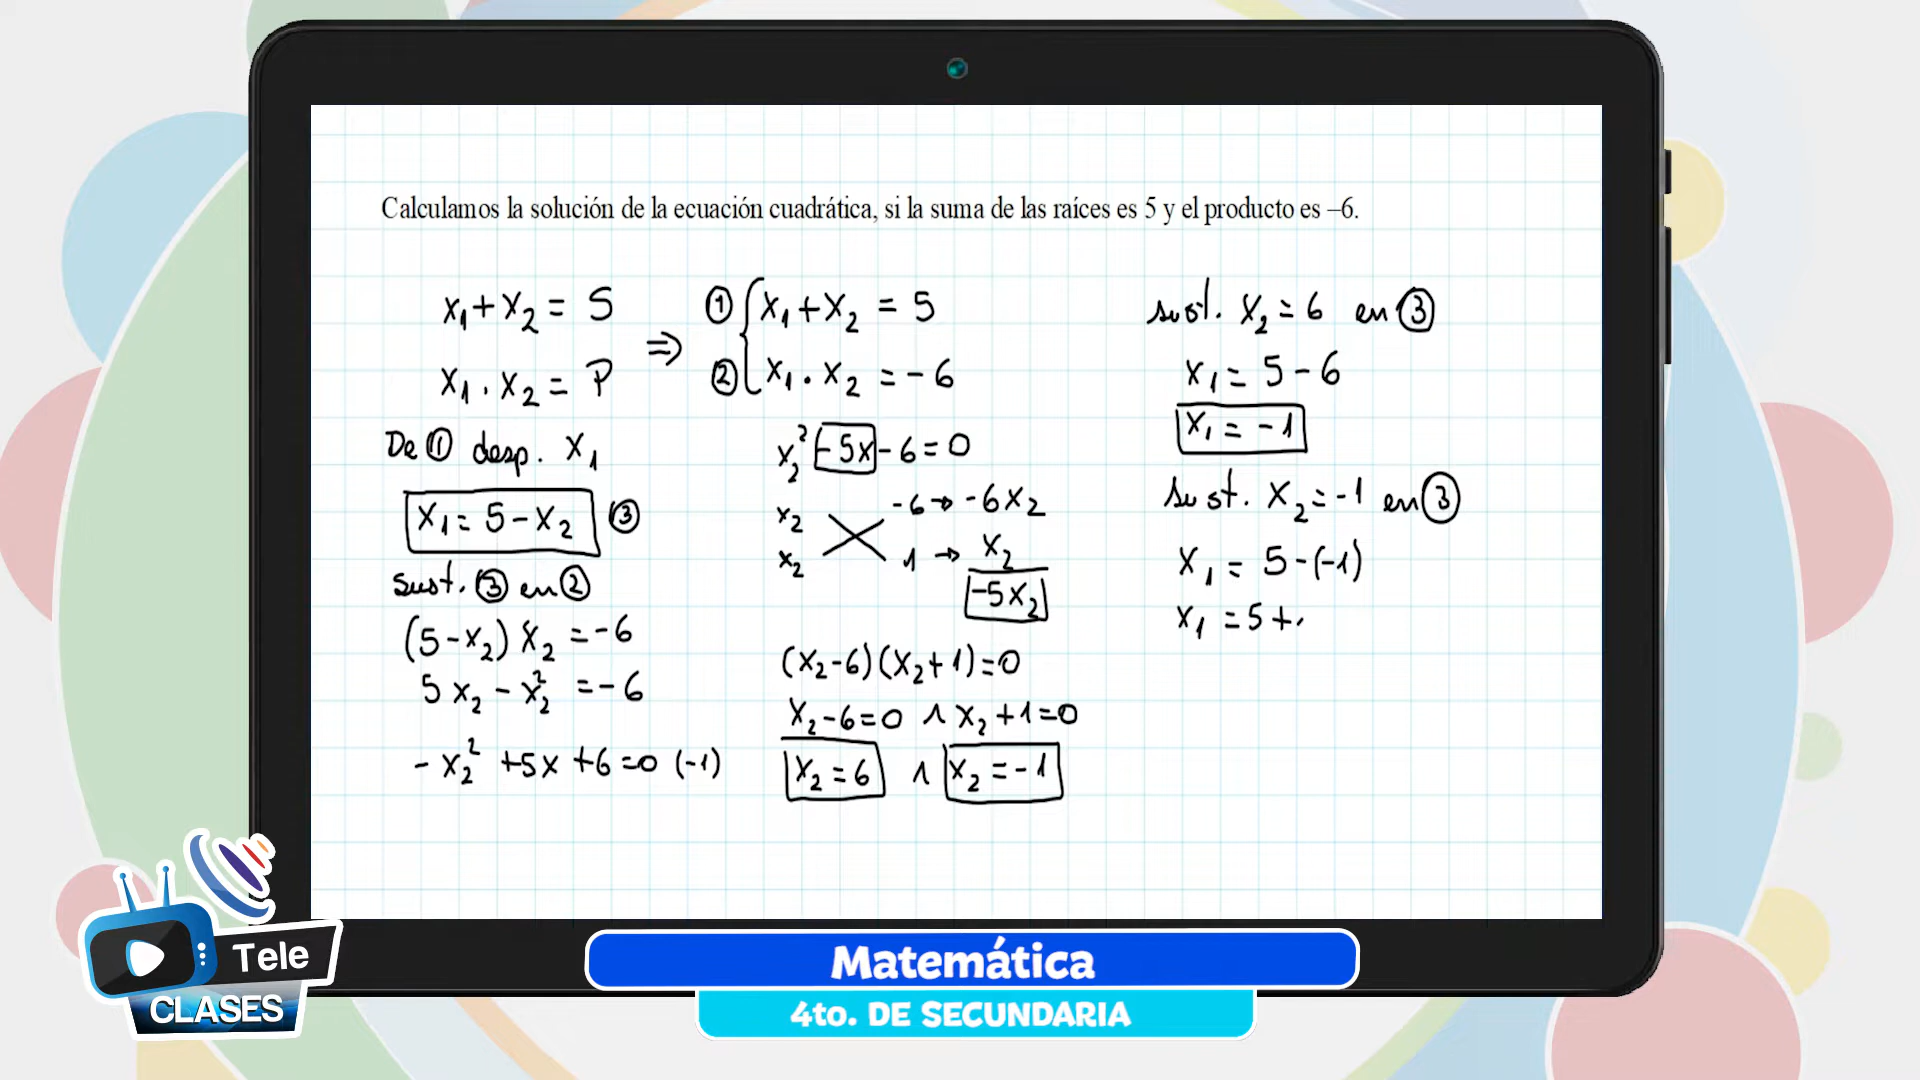 Calculamos la solución de la ecuación cuadrática, si la suma de las raíces es 5 y el producto es –6.
x₁+x₂ = S
x₁ . x₂ = P
⇒
① x₁+x₂ = 5
② x₁ . x₂ = -6
De ① desp. x₁
x₁ = 5-x₂ ③
Sust. ③ en ②
(5-x₂) x₂ = -6
5x₂ - x₂² = -6
-x₂² +5x +6 =0 (-1)
x₂² -5x -6 =0
x₂ -6 → -6x₂
x₂ 1 → x₂
-5x₂
(x₂-6)(x₂+1)=0
x₂-6=0 ∧ x₂+1=0
x₂ = 6 ∧ x₂ = -1
sust. x₂ = 6 en ③
x₁ = 5 - 6
x₁ = -1
Sust. x₂ = -1 en ③
x₁ = 5-(-1)
x₁ = 5+
Tele
CLASES
Matemática
4to. DE SECUNDARIA